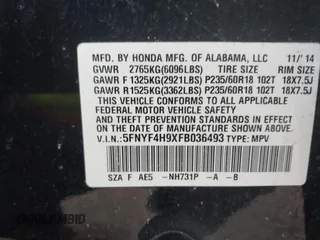 MFD. BY HONDA MFG. OF ALABAMA, LLC 11/'14
GVWR 2765KG(6096LBS) TIRE SIZE RIM SIZE
GAWR F 1325KG(2921LBS) P235/60R18 102T 18X7.5J
GAWR R 1525KG(3362LBS) P235/60R18 102T 18X7.5J
THIS VEHICLE CONFORMS TO ALL APPLICABLE
FEDERAL MOTOR VEHICLE SAFETY
AND THEFT PREVENTION STANDARDS IN EFFECT ON
THE DATE OF MANUFACTURE SHOWN ABOVE.
V.I.N.: 5FNYF4H9XFB036493 TYPE: MPV
SZA F AE5 -NH731P -A -B